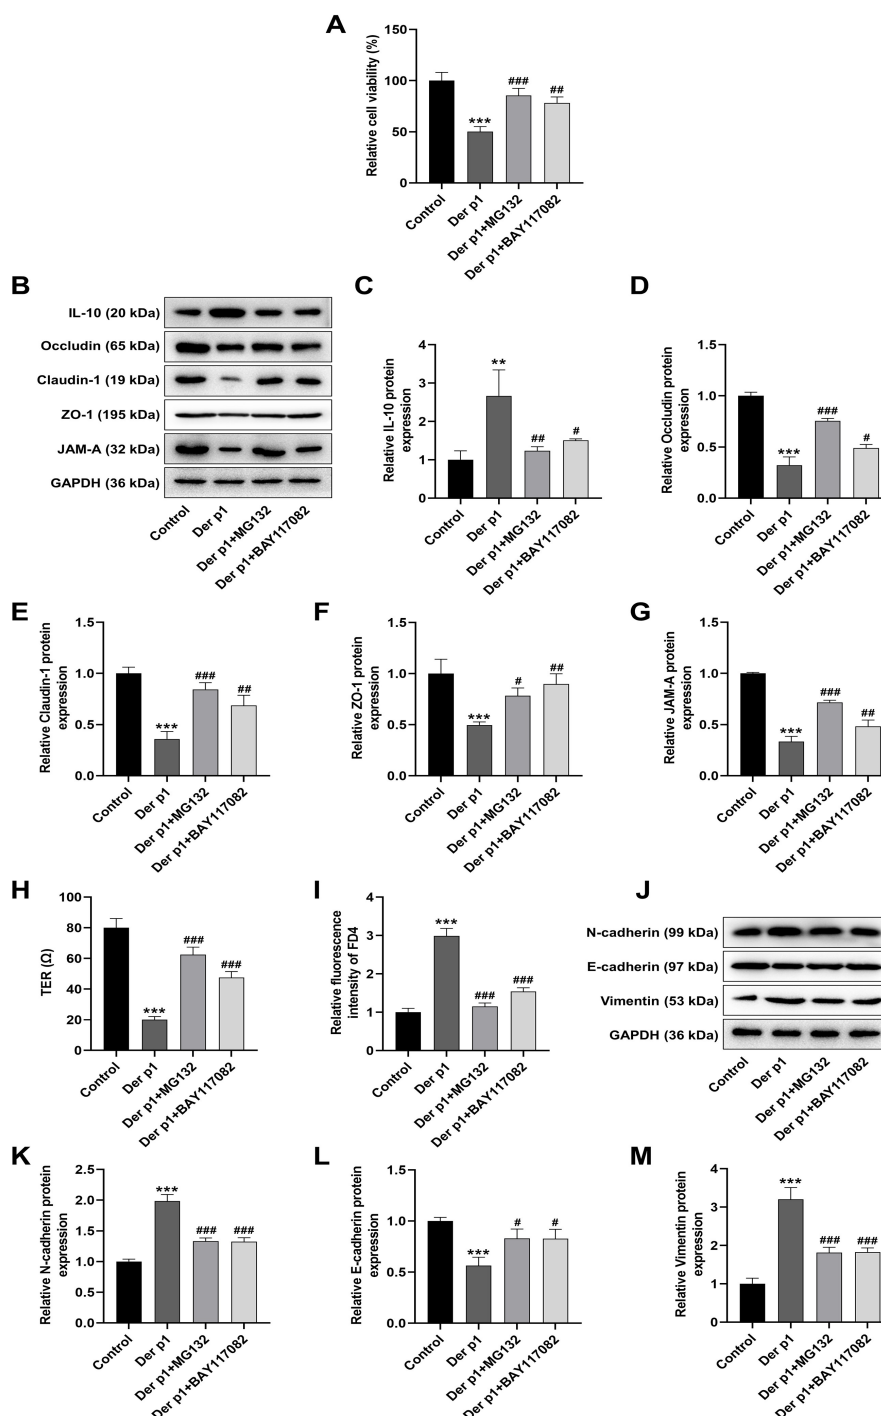 A
Relative cell viability (%)
150
100
50
0
***
###
##
Control
Der p1
Der p1+MG132
Der p1+BAY117082
B
IL-10 (20 kDa)
Occludin (65 kDa)
Claudin-1 (19 kDa)
ZO-1 (195 kDa)
JAM-A (32 kDa)
GAPDH (36 kDa)
Control
Der p1
Der p1+MG132
Der p1+BAY117082
C
Relative IL-10 protein
expression
4
3
2
1
0
**
##
#
Control
Der p1
Der p1+MG132
Der p1+BAY117082
D
Relative Occludin protein
expression
1.5
1.0
0.5
0.0
***
###
#
Control
Der p1
Der p1+MG132
Der p1+BAY117082
E
Relative Claudin-1 protein
expression
1.5
1.0
0.5
0.0
***
###
##
Control
Der p1
Der p1+MG132
Der p1+BAY117082
F
Relative ZO-1 protein
expression
1.5
1.0
0.5
0.0
***
#
##
Control
Der p1
Der p1+MG132
Der p1+BAY117082
G
Relative JAM-A protein
expression
1.5
1.0
0.5
0.0
***
###
##
Control
Der p1
Der p1+MG132
Der p1+BAY117082
H
TER (Ω)
100
80
60
40
20
0
***
###
###
Control
Der p1
Der p1+MG132
Der p1+BAY117082
I
Relative fluorescence
intensity of FD4
4
3
2
1
0
***
###
###
Control
Der p1
Der p1+MG132
Der p1+BAY117082
J
N-cadherin (99 kDa)
E-cadherin (97 kDa)
Vimentin (53 kDa)
GAPDH (36 kDa)
Control
Der p1
Der p1+MG132
Der p1+BAY117082
K
Relative N-cadherin protein
expression
2.5
2.0
1.5
1.0
0.5
0.0
***
###
###
Control
Der p1
Der p1+MG132
Der p1+BAY117082
L
Relative E-cadherin protein
expression
1.5
1.0
0.5
0.0
***
#
#
Control
Der p1
Der p1+MG132
Der p1+BAY117082
M
Relative Vimentin protein
expression
4
3
2
1
0
***
###
###
Control
Der p1
Der p1+MG132
Der p1+BAY117082